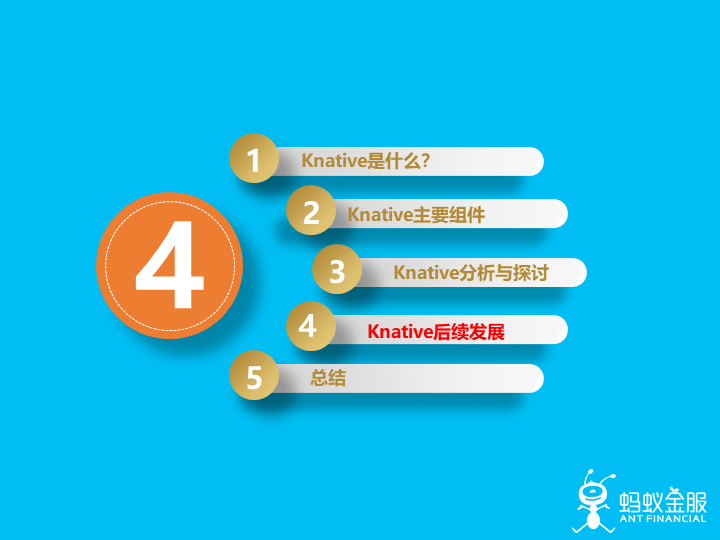 4
1 Knative是什么?
2 Knative主要组件
3 Knative分析与探讨
4 Knative后续发展
5 总结
蚂蚁金服
ANT FINANCIAL